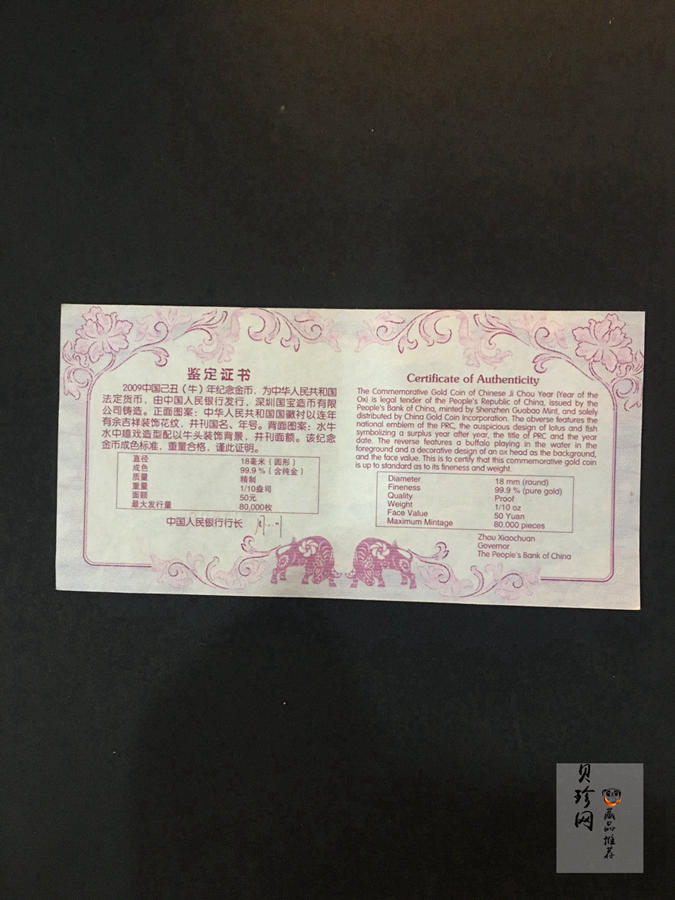 鉴定证书
2009中国己丑（牛）年纪念金币，为中华人民共和国
法定货币，由中国人民银行发行，深圳国宝造币有限
公司铸造。正面图案：中华人民共和国国徽衬以连年
有余吉祥装饰花纹，并刊国名、年号。背面图案：水牛
水中嬉戏造型配以牛头装饰背景，并刊面额。该纪念
金币成色标准，重量合格，谨此证明。
直径 18毫米（圆形）
成色 99.9％（含纯金）
质量 精制
重量 1/10盎司
面额 50元
最大发行量 80,000枚
中国人民银行行长
Certificate of Authenticity
The Commemorative Gold Coin of Chinese Ji Chou Year (Year of the
Ox) is legal tender of the People's Republic of China, issued by the
People's Bank of China, minted by Shenzhen Guobao Mint, and solely
distributed by China Gold Coin Incorporation. The obverse features the
national emblem of the PRC, the auspicious design of lotus and fish
symbolizing a surplus year after year, the title of PRC and the year
date. The reverse features a buffalo playing in the water in the
foreground and a decorative design of an ox head as the background,
and the face value. This is to certify that this commemorative gold coin
is up to standard as to its fineness and weight.
Diameter 18 mm (round)
Fineness 99.9 % (pure gold)
Quality Proof
Weight 1/10 oz
Face Value 50 Yuan
Maximum Mintage 80,000 pieces
Zhou Xiaochuan
Governor
The People's Bank of China
贝珍网
藏品推荐